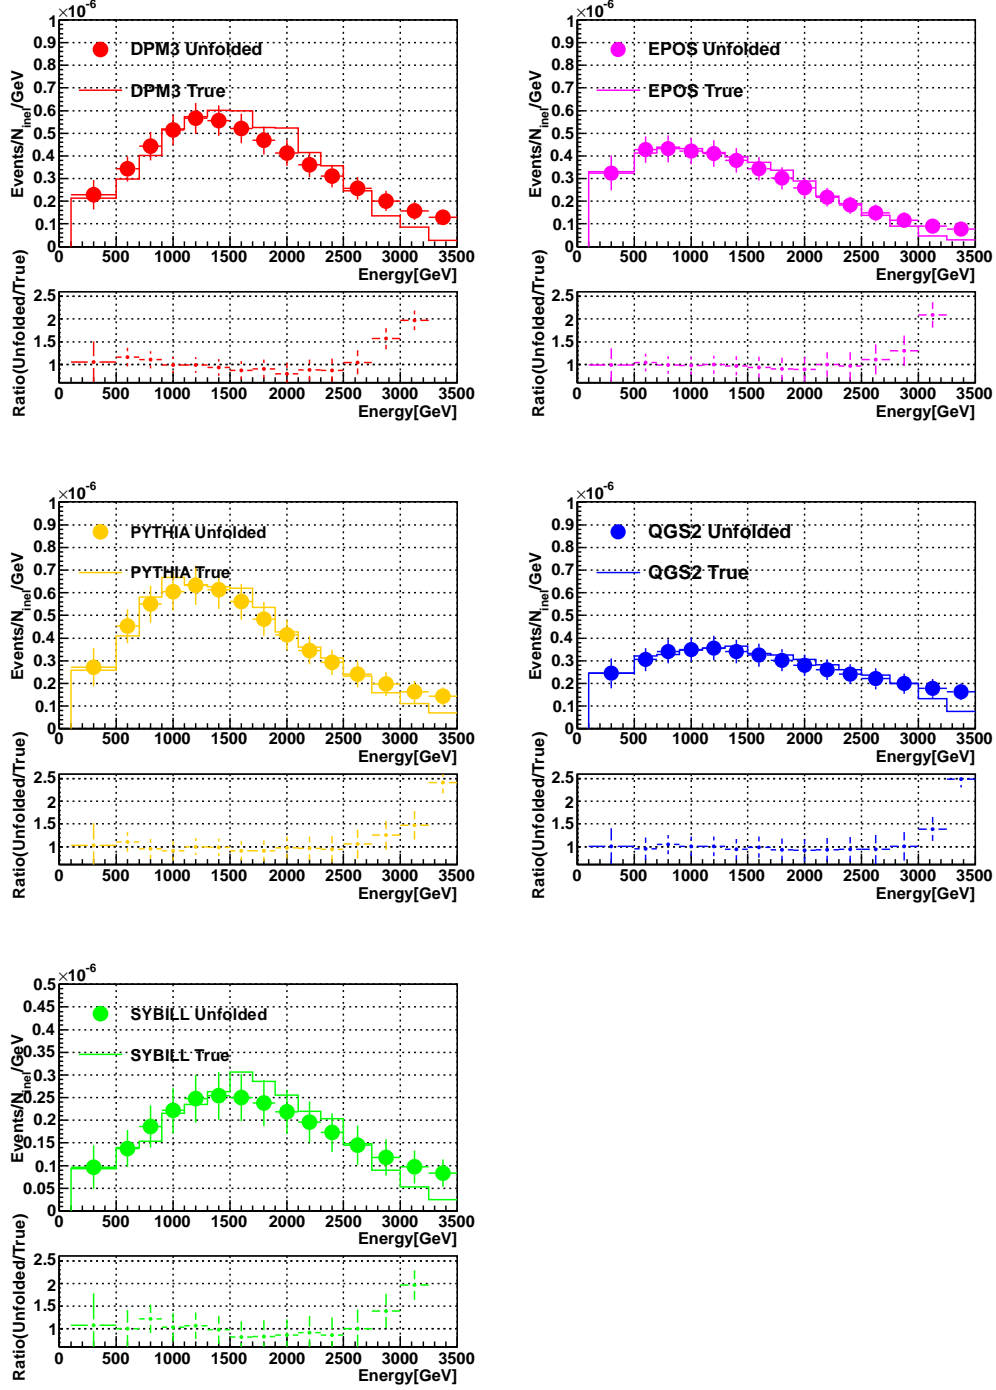 ×10⁻⁶
Events/N_inel/GeV
1
0.9
0.8
0.7
0.6
0.5
0.4
0.3
0.2
0.1
0
DPM3 Unfolded
DPM3 True
0 500 1000 1500 2000 2500 3000 3500
Energy[GeV]
Ratio(Unfolded/True)
2.5
2
1.5
1
0 500 1000 1500 2000 2500 3000 3500
Energy[GeV]
×10⁻⁶
Events/N_inel/GeV
1
0.9
0.8
0.7
0.6
0.5
0.4
0.3
0.2
0.1
0
EPOS Unfolded
EPOS True
0 500 1000 1500 2000 2500 3000 3500
Energy[GeV]
Ratio(Unfolded/True)
2.5
2
1.5
1
0 500 1000 1500 2000 2500 3000 3500
Energy[GeV]
×10⁻⁶
Events/N_inel/GeV
1
0.9
0.8
0.7
0.6
0.5
0.4
0.3
0.2
0.1
0
PYTHIA Unfolded
PYTHIA True
0 500 1000 1500 2000 2500 3000 3500
Energy[GeV]
Ratio(Unfolded/True)
2.5
2
1.5
1
0 500 1000 1500 2000 2500 3000 3500
Energy[GeV]
×10⁻⁶
Events/N_inel/GeV
1
0.9
0.8
0.7
0.6
0.5
0.4
0.3
0.2
0.1
0
QGS2 Unfolded
QGS2 True
0 500 1000 1500 2000 2500 3000 3500
Energy[GeV]
Ratio(Unfolded/True)
2.5
2
1.5
1
0 500 1000 1500 2000 2500 3000 3500
Energy[GeV]
×10⁻⁶
Events/N_inel/GeV
0.5
0.45
0.4
0.35
0.3
0.25
0.2
0.15
0.1
0.05
0
SYBILL Unfolded
SYBILL True
0 500 1000 1500 2000 2500 3000 3500
Energy[GeV]
Ratio(Unfolded/True)
2.5
2
1.5
1
0 500 1000 1500 2000 2500 3000 3500
Energy[GeV]